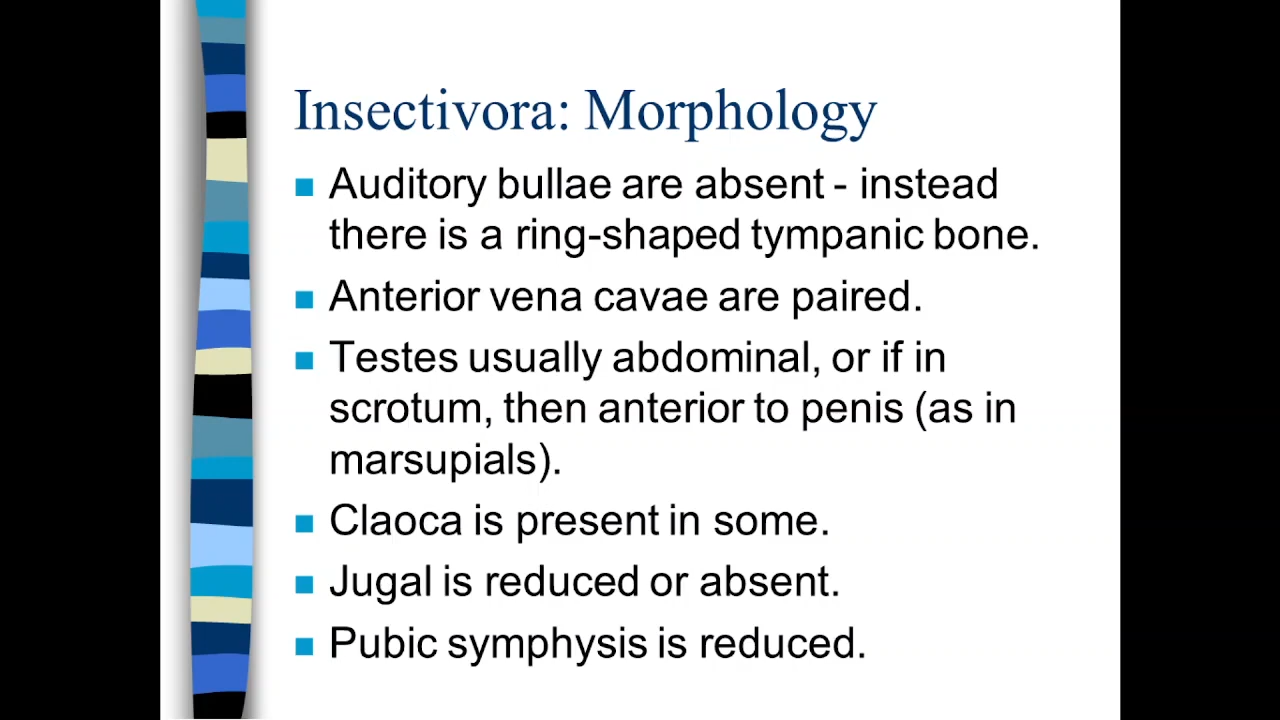 Insectivora: Morphology
Auditory bullae are absent - instead
there is a ring-shaped tympanic bone.
Anterior vena cavae are paired.
Testes usually abdominal, or if in
scrotum, then anterior to penis (as in
marsupials).
Claoca is present in some.
Jugal is reduced or absent.
Pubic symphysis is reduced.